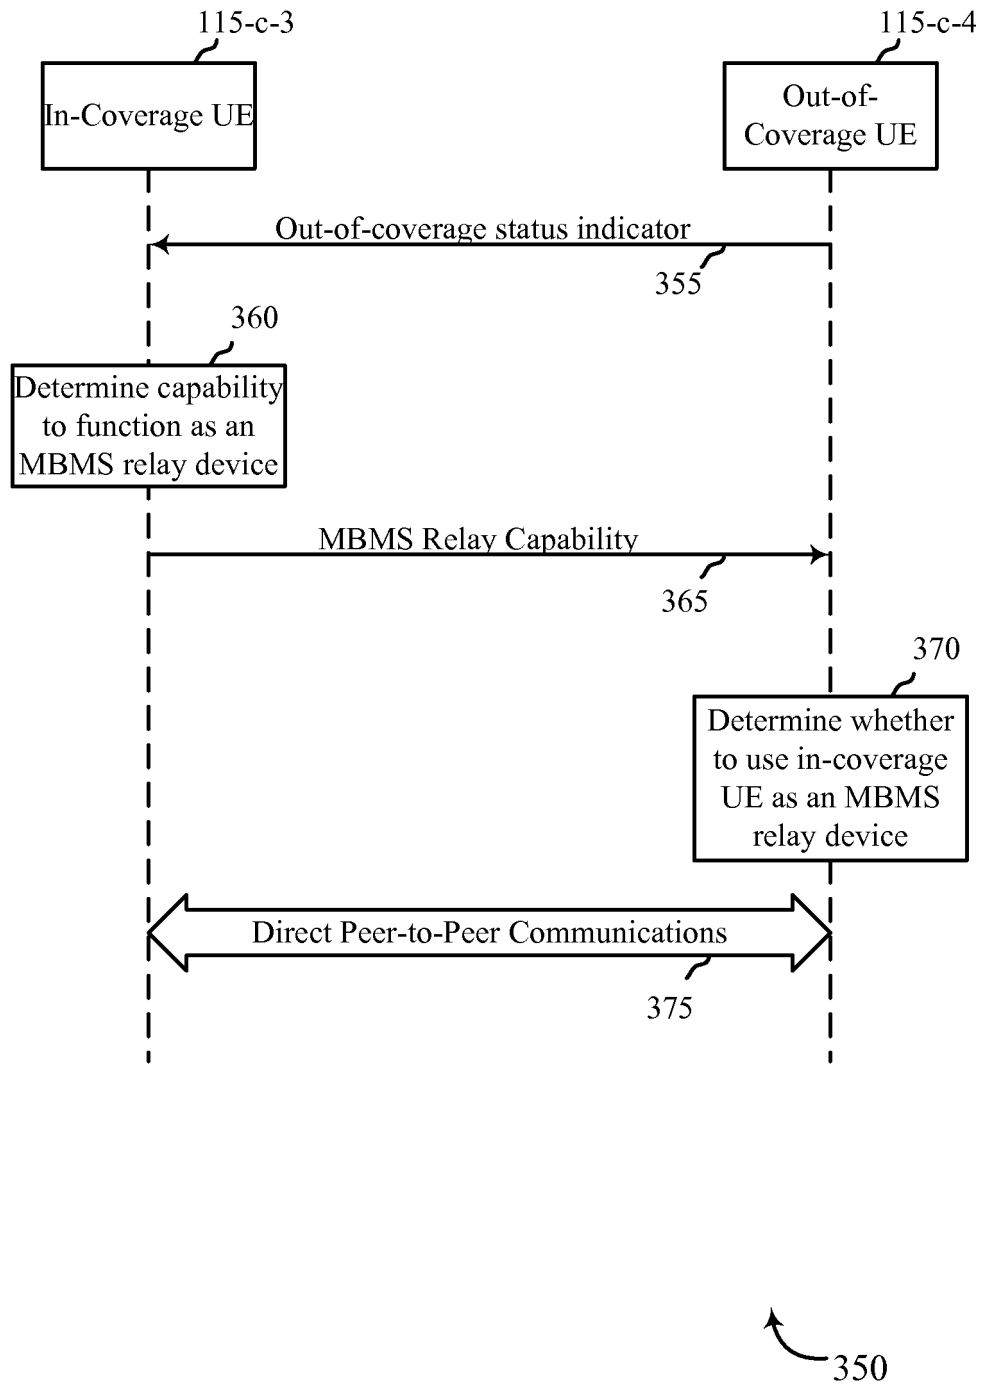 115-c-3
115-c-4
In-Coverage UE
Out-of-
Coverage UE
Out-of-coverage status indicator
355
360
Determine capability
to function as an
MBMS relay device
MBMS Relay Capability
365
370
Determine whether
to use in-coverage
UE as an MBMS
relay device
Direct Peer-to-Peer Communications
375
350